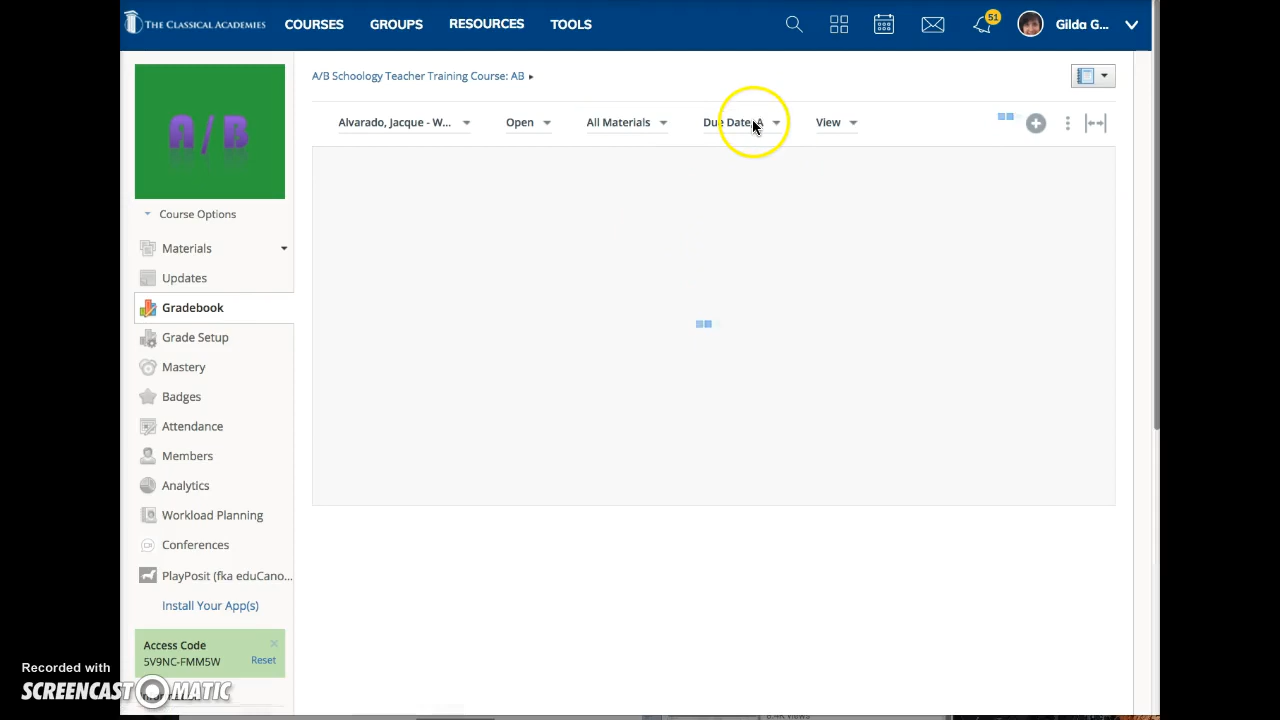 THE CLASSICAL ACADEMIES COURSES GROUPS RESOURCES TOOLS 51 Gilda G...
A/B Schoology Teacher Training Course: AB
Alvarado, Jacque - W... Open All Materials Due Date, A View
A/B
Course Options
Materials
Updates
Gradebook
Grade Setup
Mastery
Badges
Attendance
Members
Analytics
Workload Planning
Conferences
PlayPosit (fka eduCano...
Install Your App(s)
Access Code
5V9NC-FMM5W Reset
Recorded with
SCREENCAST-O-MATIC